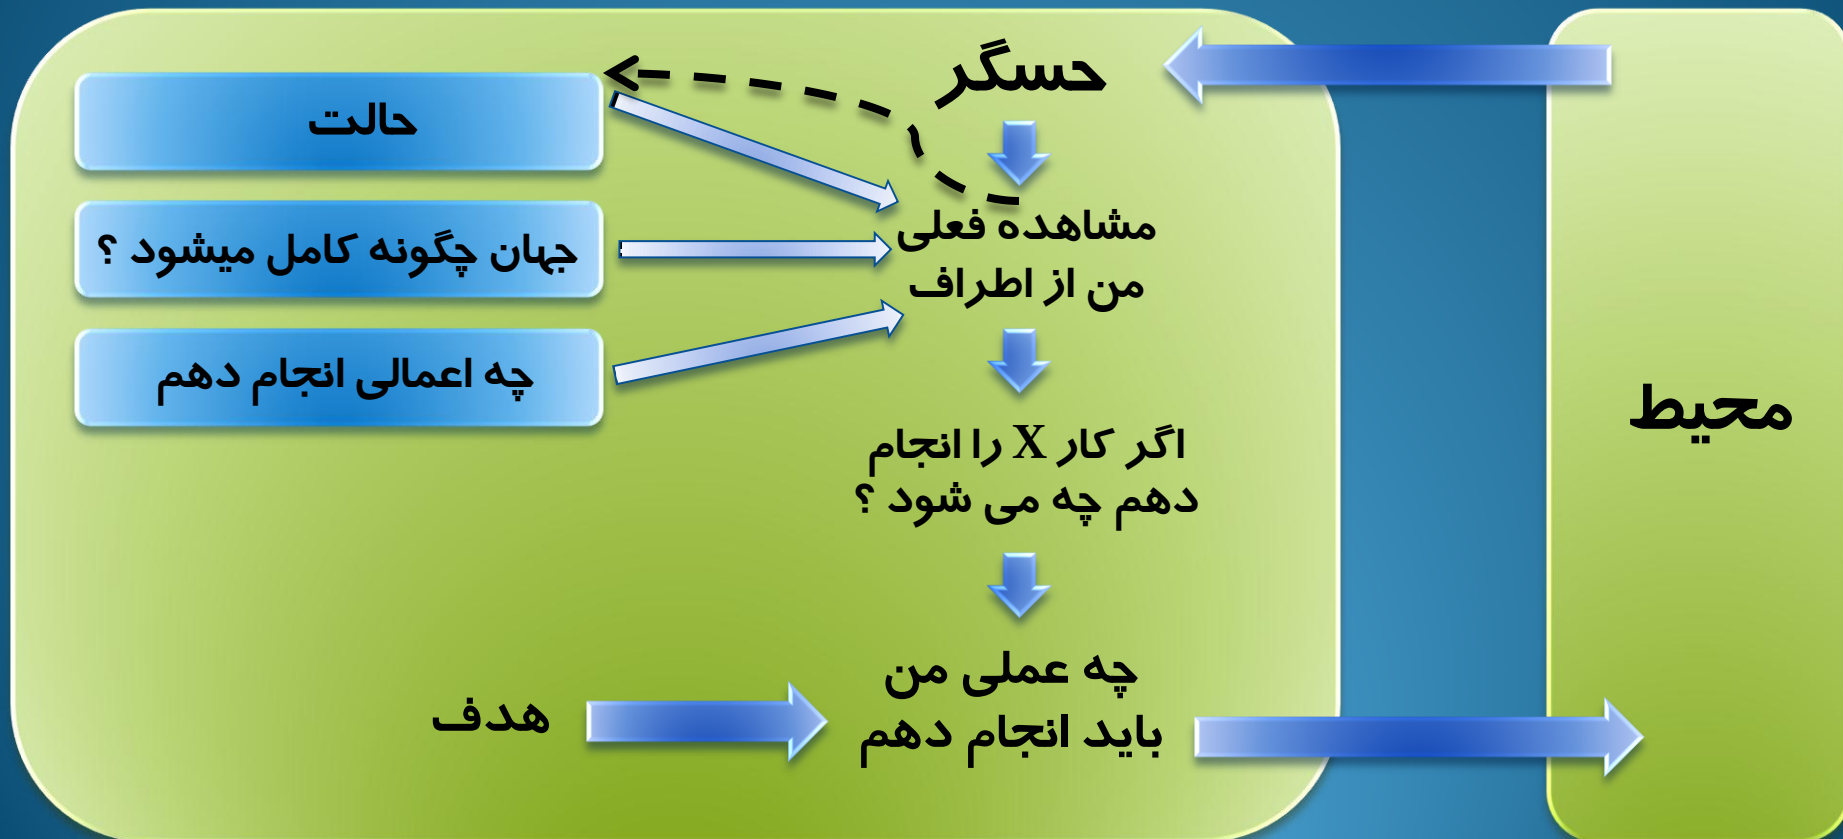 حسگر
حالت
جهان چگونه کامل میشود ؟
چه اعمالی انجام دهم
مشاهده فعلی
من از اطراف
اگر کار X را انجام
دهم چه می شود ؟
چه عملی من
باید انجام دهم
هدف
محیط